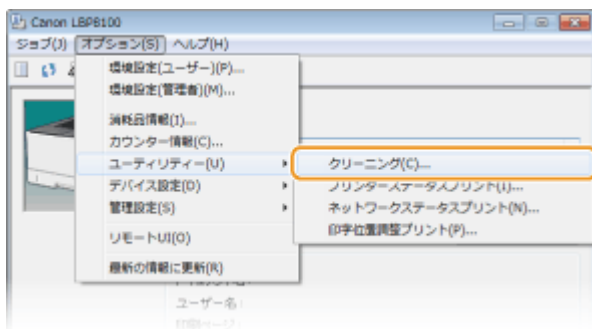 Canon LBP8100
ジョブ(J) オプション(S) ヘルプ(H)
環境設定(ユーザー)(P)...
環境設定(管理者)(M)...
消耗品情報(I)...
カウンター情報(C)...
ユーティリティー(U)
クリーニング(C)...
デバイス設定(D)
プリンターステータスプリント(I)...
管理設定(S)
ネットワークステータスプリント(N)...
印字位置調整プリント(P)...
リモートUI(O)
最新の情報に更新(R)
ユーザー名: